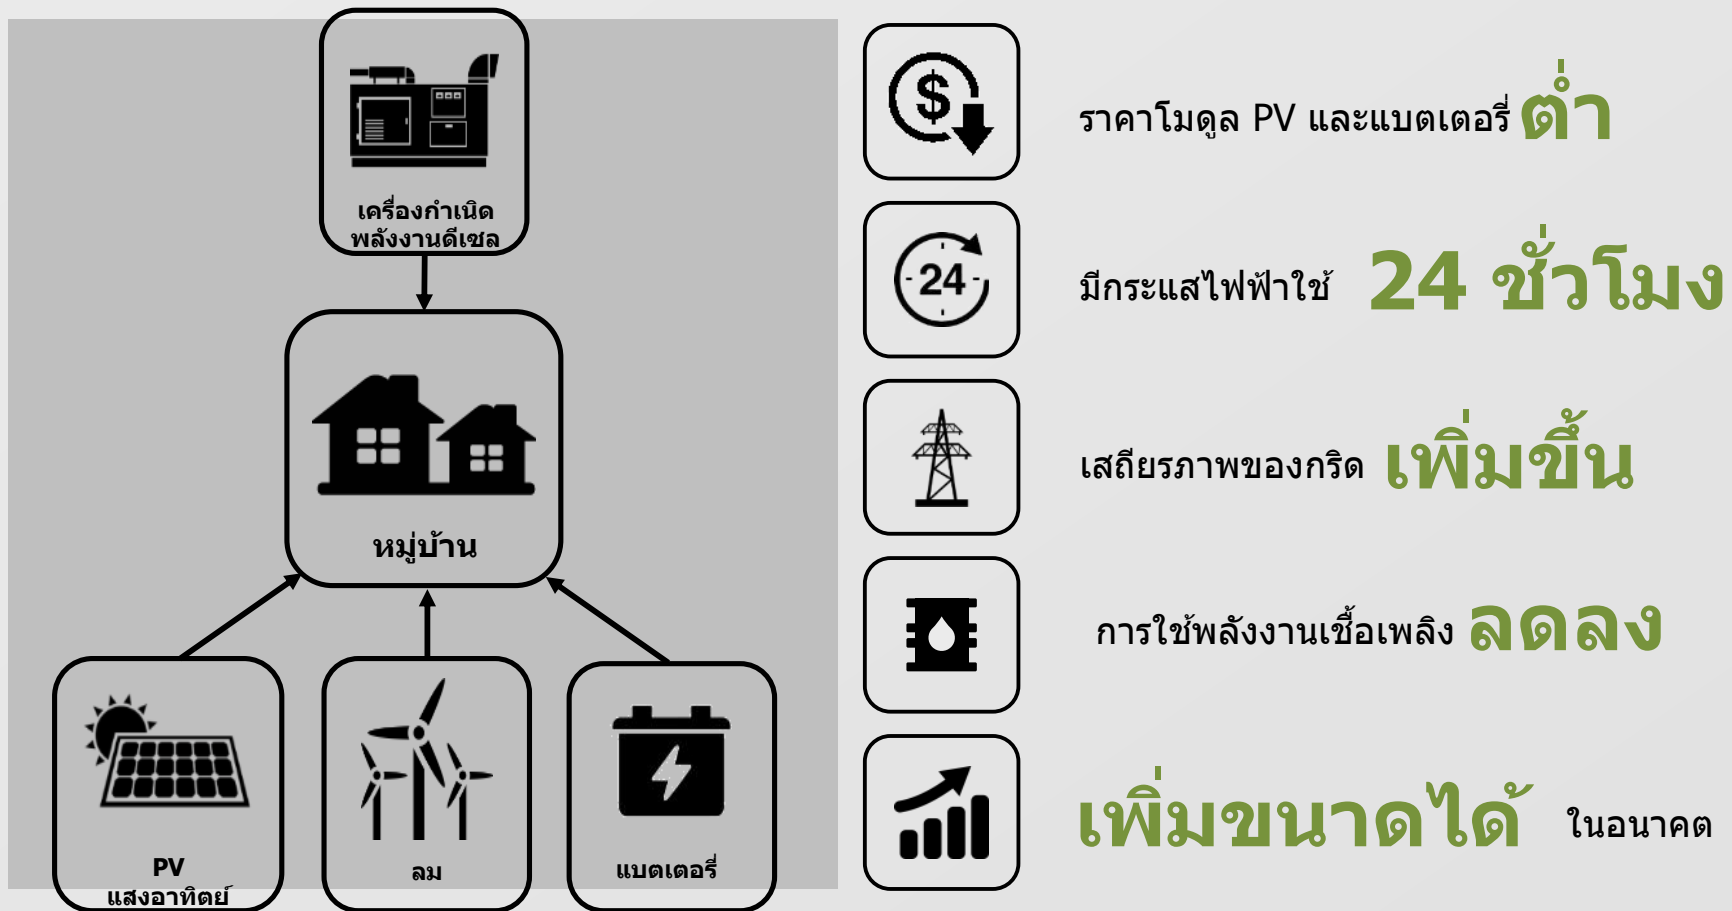 เครื่องกำเนิด
พลังงานดีเซล
หมู่บ้าน
PV
แสงอาทิตย์
ลม
แบตเตอรี่
$
ราคาโมดูล PV และแบตเตอรี่ ต่ำ
24
มีกระแสไฟฟ้าใช้ 24 ชั่วโมง
เสถียรภาพของกริด เพิ่มขึ้น
การใช้พลังงานเชื้อเพลิง ลดลง
เพิ่มขนาดได้ ในอนาคต